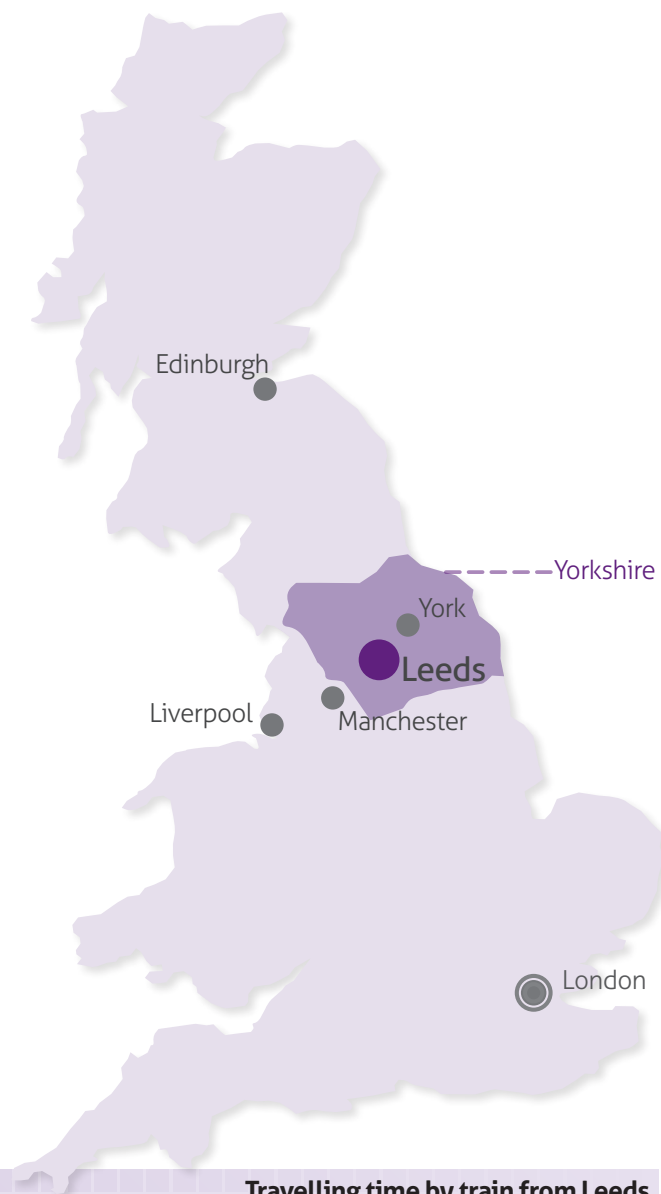 Edinburgh
Yorkshire
York
Leeds
Liverpool
Manchester
London
Travelling time by train from Leeds